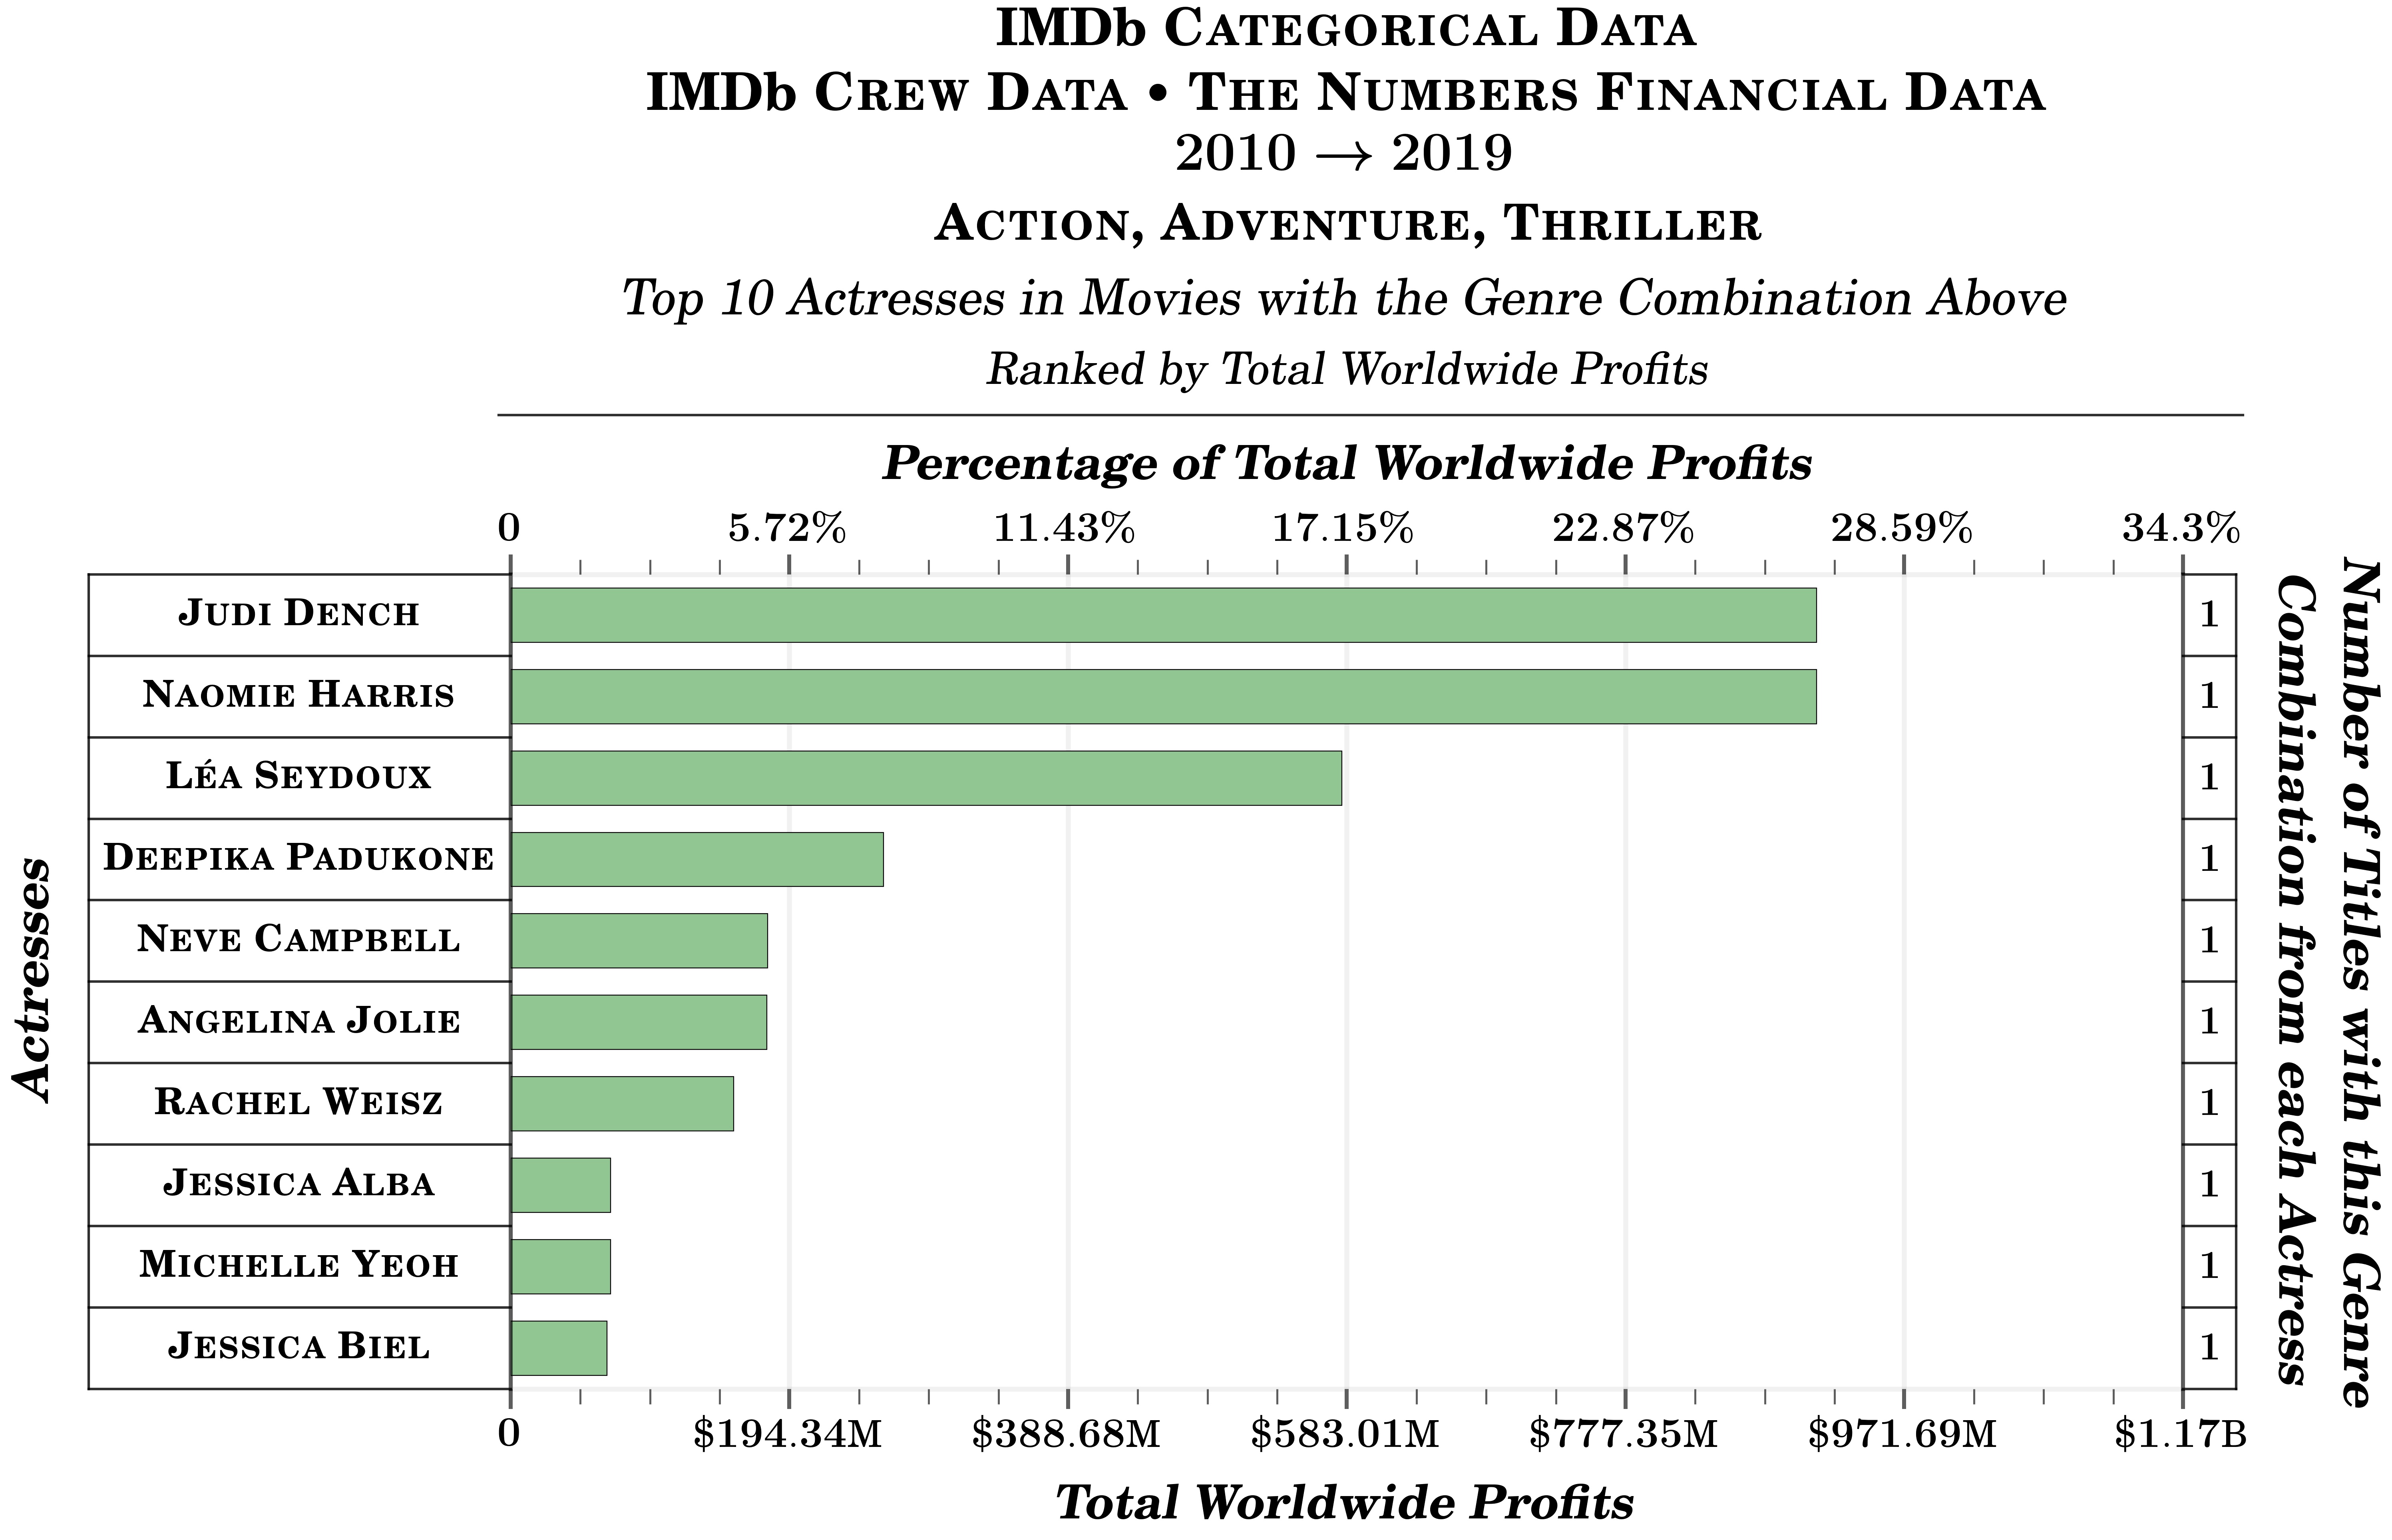 IMDb Categorical Data
IMDb Crew Data • The Numbers Financial Data
2010 → 2019
Action, Adventure, Thriller
Top 10 Actresses in Movies with the Genre Combination Above
Ranked by Total Worldwide Profits
Percentage of Total Worldwide Profits
0 5.72% 11.43% 17.15% 22.87% 28.59% 34.3%
Actresses
Judi Dench 1
Naomie Harris 1
Léa Seydoux 1
Deepika Padukone 1
Neve Campbell 1
Angelina Jolie 1
Rachel Weisz 1
Jessica Alba 1
Michelle Yeoh 1
Jessica Biel 1
Number of Titles with this Genre
Combination from each Actress
0 $194.34M $388.68M $583.01M $777.35M $971.69M $1.17B
Total Worldwide Profits